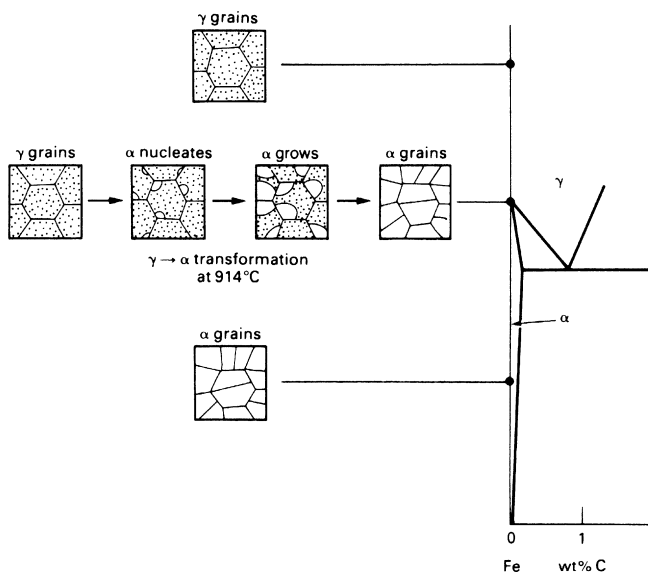 γ grains
γ grains
α nucleates
α grows
α grains
γ
γ → α transformation
at 914°C
α
α grains
0
1
Fe
wt% C